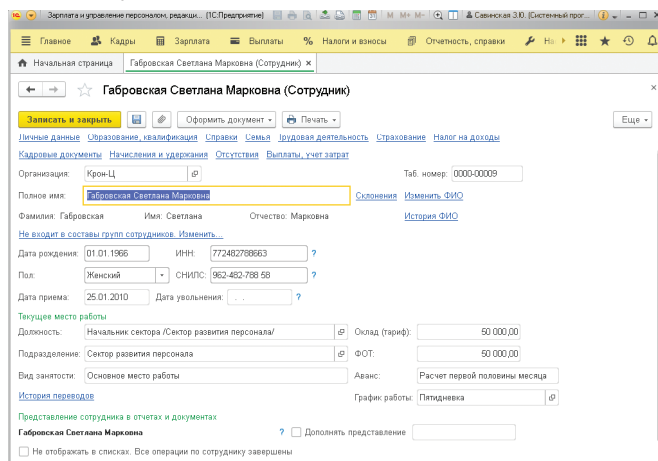 Зарплата и управление персоналом, редакци... (1С:Предприятие) М М+ М- Савинская З.Ю. (Системный прог...
Главное Кадры Зарплата Выплаты Налоги и взносы Отчетность, справки
Начальная страница Габровская Светлана Марковна (Сотрудник) ×
Габровская Светлана Марковна (Сотрудник)
Записать и закрыть Оформить документ Печать Еще
Личные данные Образование, квалификация Справки Семья Трудовая деятельность Страхование Налог на доходы
Кадровые документы Начисления и удержания Отсутствия Выплаты, учет затрат
Организация: Крон-Ц Таб. номер: 0000-00009
Полное имя: Габровская Светлана Марковна Склонения Изменить ФИО
Фамилия: Габровская Имя: Светлана Отчество: Марковна История ФИО
Не входит в составы групп сотрудников. Изменить...
Дата рождения: 01.01.1966 ИНН: 772482788663 ?
Пол: Женский СНИЛС: 962-482-788 58 ?
Дата приема: 25.01.2010 Дата увольнения: . . ?
Текущее место работы
Должность: Начальник сектора /Сектор развития персонала/ Оклад (тариф): 50 000,00
Подразделение: Сектор развития персонала ФОТ: 50 000,00
Вид занятости: Основное место работы Аванс: Расчет первой половины месяца
История переводов График работы: Пятидневка
Представление сотрудника в отчетах и документах
Габровская Светлана Марковна ? Дополнять представление
Не отображать в списках. Все операции по сотруднику завершены